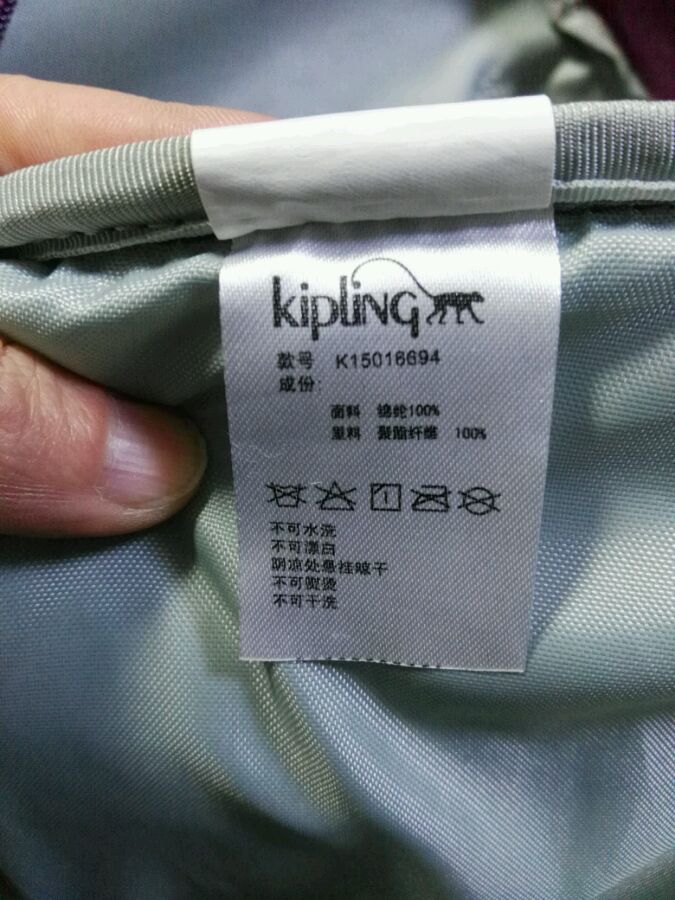 kipling
款号 K15016694
成份:
面料 锦纶100%
里料 聚酯纤维 100%
不可水洗
不可漂白
阴凉处悬挂晾干
不可熨烫
不可干洗